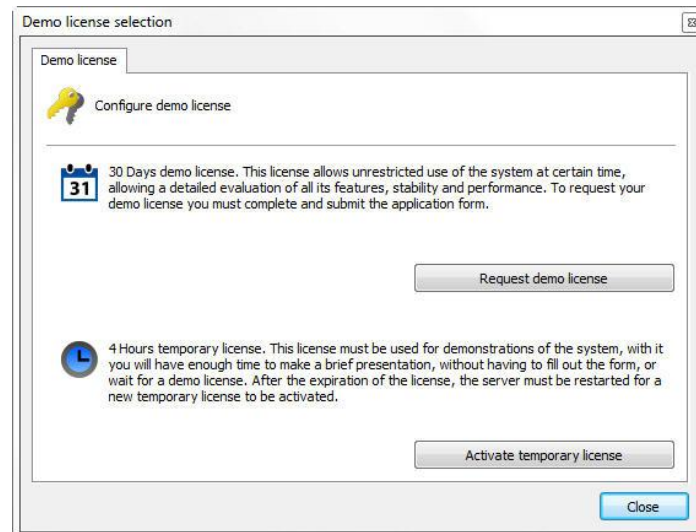 Demo license selection
Demo license
Configure demo license
31
30 Days demo license. This license allows unrestricted use of the system at certain time,
allowing a detailed evaluation of all its features, stability and performance. To request your
demo license you must complete and submit the application form.
Request demo license
4 Hours temporary license. This license must be used for demonstrations of the system, with it
you will have enough time to make a brief presentation, without having to fill out the form, or
wait for a demo license. After the expiration of the license, the server must be restarted for a
new temporary license to be activated.
Activate temporary license
Close